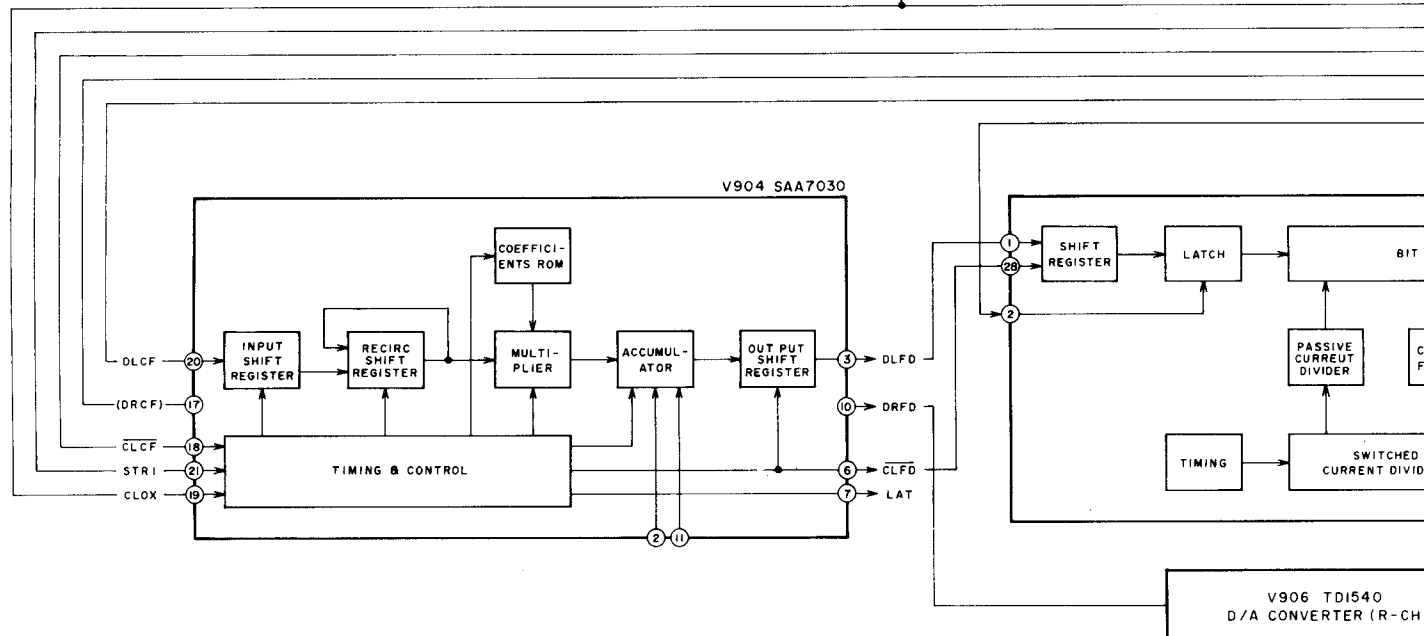 V904 SAA7030
COEFFICI-
ENTS ROM
INPUT
SHIFT
REGISTER
RECIRC
SHIFT
REGISTER
MULTI-
PLIER
ACCUMUL-
ATOR
OUT PUT
SHIFT
REGISTER
DLCF
20
(DRCF)
17
CLCF
18
STRI
21
CLOX
19
TIMING & CONTROL
3
DLFD
10
DRFD
6
CLFD
7
LAT
2
11
1
28
2
SHIFT
REGISTER
LATCH
BIT
PASSIVE
CURREUT
DIVIDER
C
F
TIMING
SWITCHED
CURRENT DIVID
V906 TD1540
D/A CONVERTER (R-CH